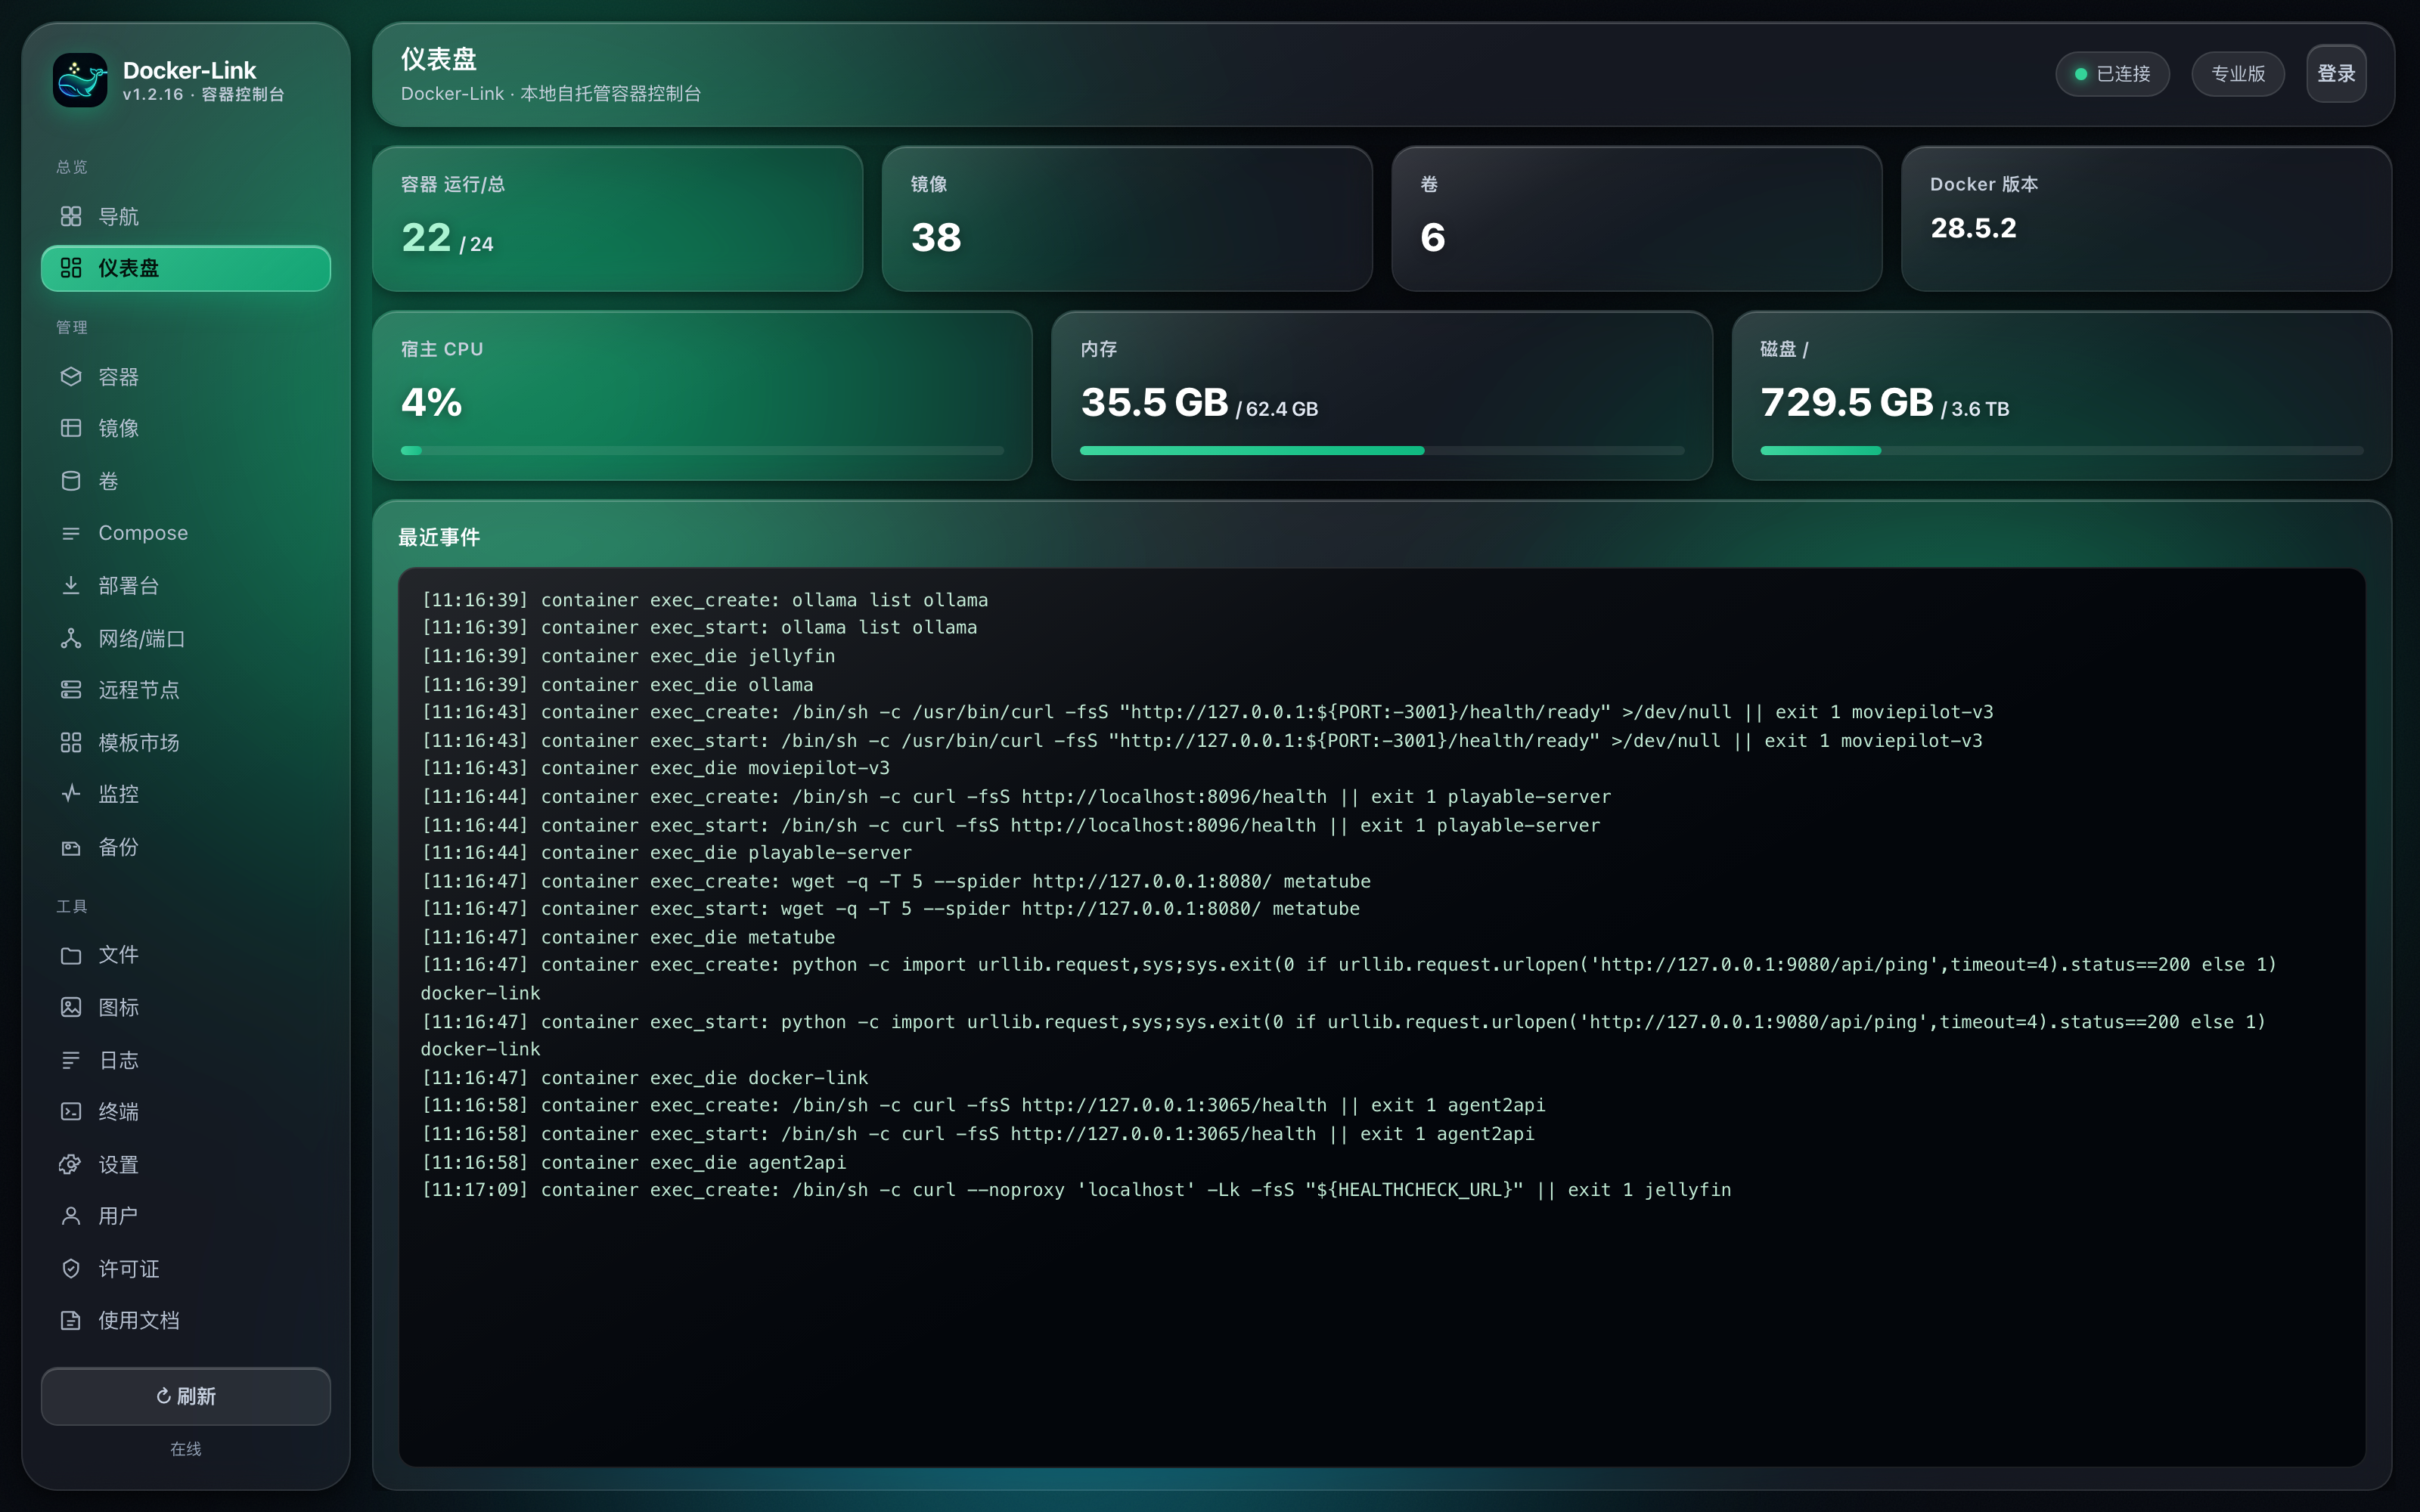 Docker-Link
v1.2.16 · 容器控制台
总览
导航
仪表盘
管理
容器
镜像
卷
Compose
部署台
网络/端口
远程节点
模板市场
监控
备份
工具
文件
图标
日志
终端
设置
用户
许可证
使用文档
↻ 刷新
在线
仪表盘
Docker-Link · 本地自托管容器控制台
已连接
专业版
登录
容器 运行/总
22 / 24
镜像
38
卷
6
Docker 版本
28.5.2
宿主 CPU
4%
内存
35.5 GB / 62.4 GB
磁盘 /
729.5 GB / 3.6 TB
最近事件
[11:16:39] container exec_create: ollama list ollama
[11:16:39] container exec_start: ollama list ollama
[11:16:39] container exec_die jellyfin
[11:16:39] container exec_die ollama
[11:16:43] container exec_create: /bin/sh -c /usr/bin/curl -fsS "http://127.0.0.1:${PORT:-3001}/health/ready" >/dev/null || exit 1 moviepilot-v3
[11:16:43] container exec_start: /bin/sh -c /usr/bin/curl -fsS "http://127.0.0.1:${PORT:-3001}/health/ready" >/dev/null || exit 1 moviepilot-v3
[11:16:43] container exec_die moviepilot-v3
[11:16:44] container exec_create: /bin/sh -c curl -fsS http://localhost:8096/health || exit 1 playable-server
[11:16:44] container exec_start: /bin/sh -c curl -fsS http://localhost:8096/health || exit 1 playable-server
[11:16:44] container exec_die playable-server
[11:16:47] container exec_create: wget -q -T 5 --spider http://127.0.0.1:8080/ metatube
[11:16:47] container exec_start: wget -q -T 5 --spider http://127.0.0.1:8080/ metatube
[11:16:47] container exec_die metatube
[11:16:47] container exec_create: python -c import urllib.request,sys;sys.exit(0 if urllib.request.urlopen('http://127.0.0.1:9080/api/ping',timeout=4).status==200 else 1)
docker-link
[11:16:47] container exec_start: python -c import urllib.request,sys;sys.exit(0 if urllib.request.urlopen('http://127.0.0.1:9080/api/ping',timeout=4).status==200 else 1)
docker-link
[11:16:47] container exec_die docker-link
[11:16:58] container exec_create: /bin/sh -c curl -fsS http://127.0.0.1:3065/health || exit 1 agent2api
[11:16:58] container exec_start: /bin/sh -c curl -fsS http://127.0.0.1:3065/health || exit 1 agent2api
[11:16:58] container exec_die agent2api
[11:17:09] container exec_create: /bin/sh -c curl --noproxy 'localhost' -Lk -fsS "${HEALTHCHECK_URL}" || exit 1 jellyfin